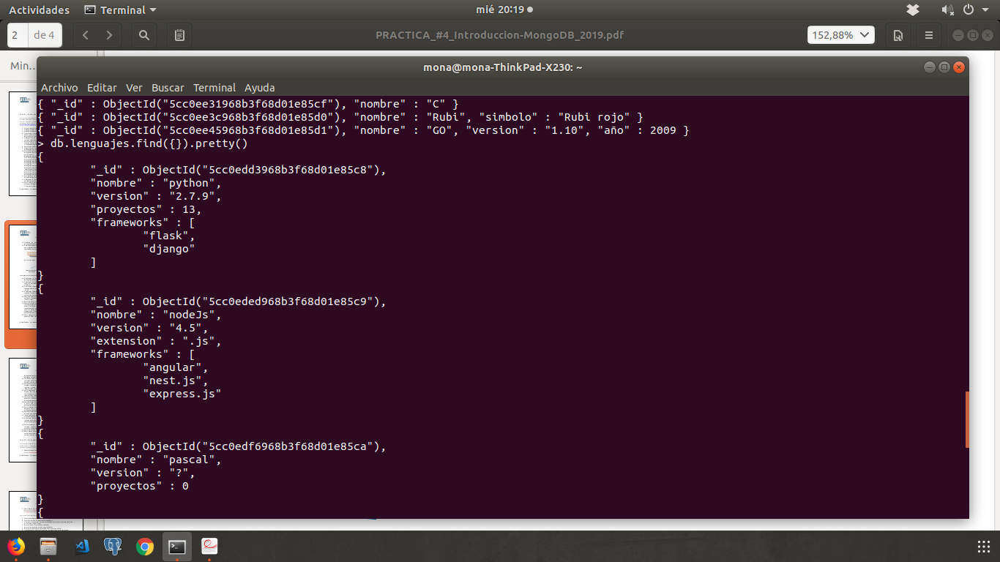 Actividades
Terminal
mié 20:19
2 de 4
PRACTICA_#4_Introduccion-MongoDB_2019.pdf
152,88%
Min...
mona@mona-ThinkPad-X230: ~
Archivo Editar Ver Buscar Terminal Ayuda
{ "_id" : ObjectId("5cc0ee31968b3f68d01e85cf"), "nombre" : "C" }
{ "_id" : ObjectId("5cc0ee3c968b3f68d01e85d0"), "nombre" : "Rubi", "simbolo" : "Rubi rojo" }
{ "_id" : ObjectId("5cc0ee45968b3f68d01e85d1"), "nombre" : "GO", "version" : "1.10", "año" : 2009 }
> db.lenguajes.find({}).pretty()
{
"_id" : ObjectId("5cc0edd3968b3f68d01e85c8"),
"nombre" : "python",
"version" : "2.7.9",
"proyectos" : 13,
"frameworks" : [
"flask",
"django"
]
}
{
"_id" : ObjectId("5cc0eded968b3f68d01e85c9"),
"nombre" : "nodeJs",
"version" : "4.5",
"extension" : ".js",
"frameworks" : [
"angular",
"nest.js",
"express.js"
]
}
{
"_id" : ObjectId("5cc0edf6968b3f68d01e85ca"),
"nombre" : "pascal",
"version" : "?",
"proyectos" : 0
}
{